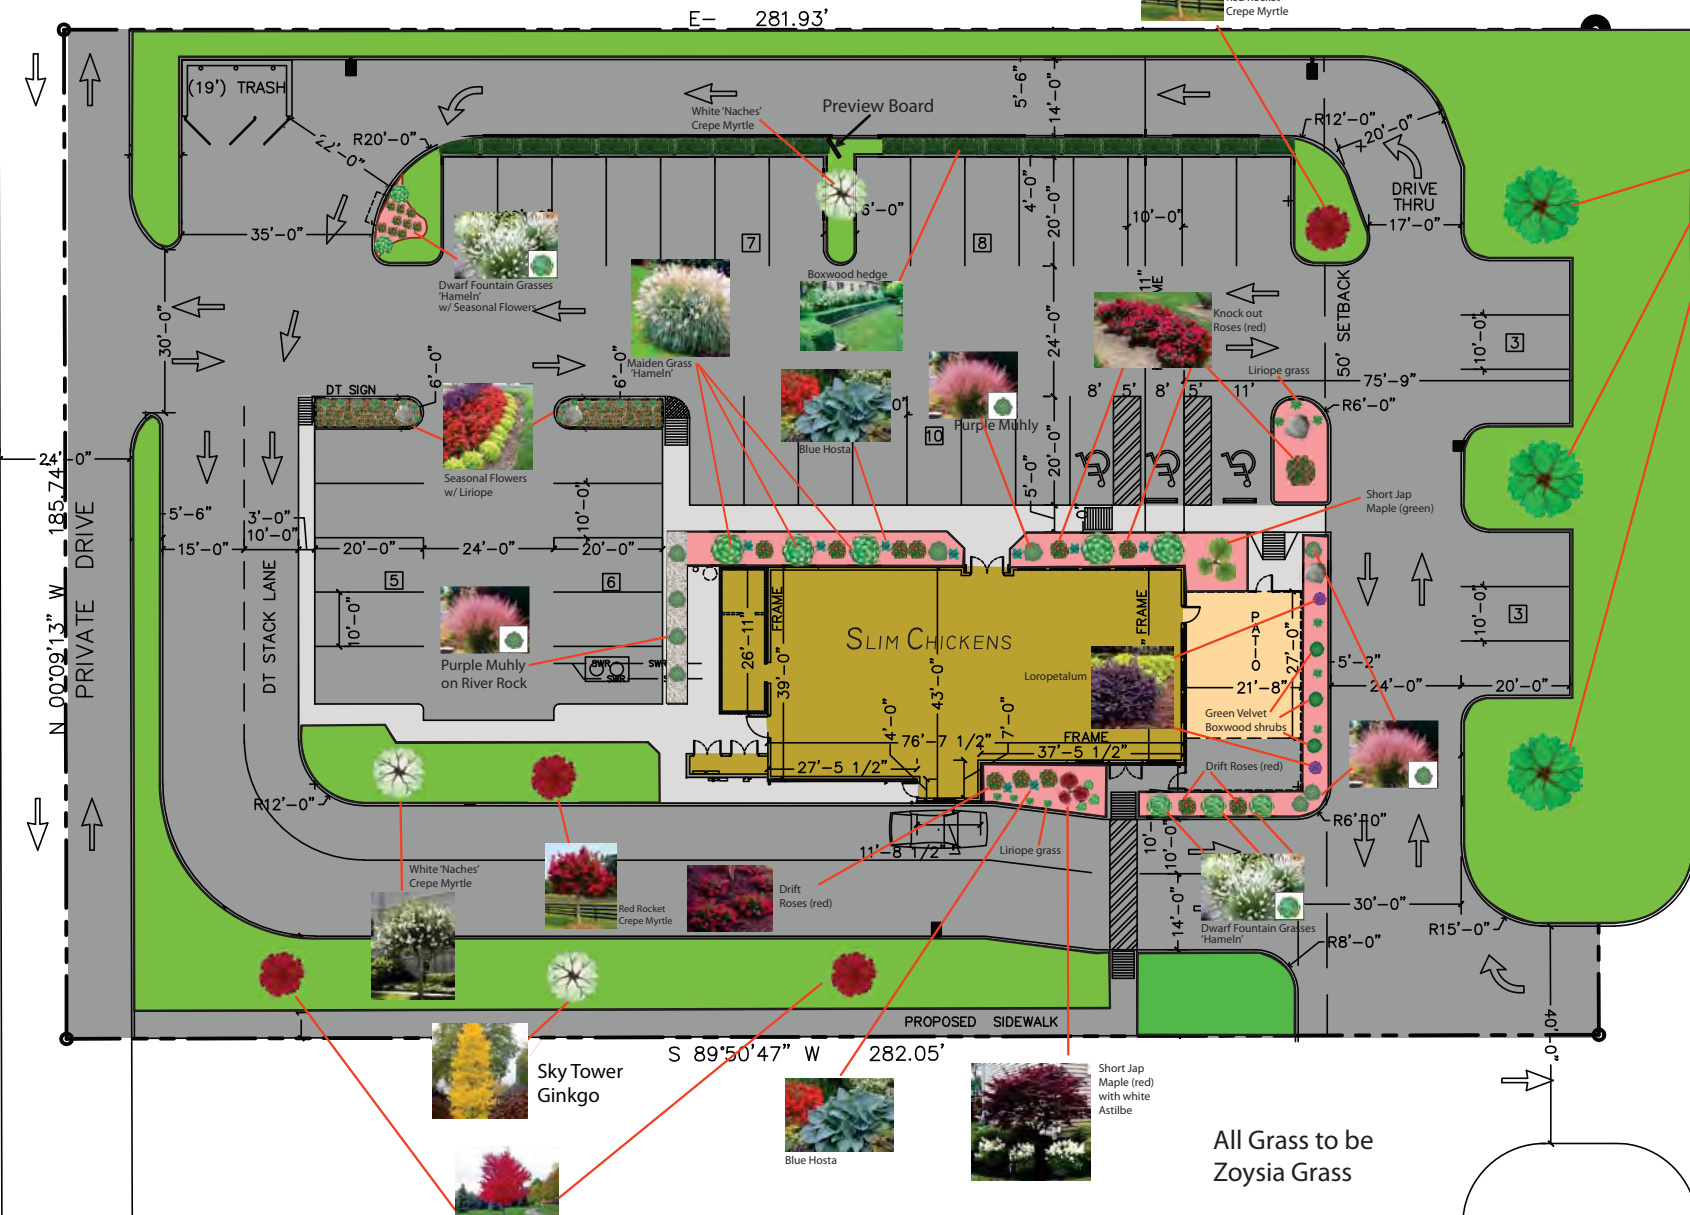 E— 281.93'
Red Rocket
Crepe Myrtle
(19') TRASH
White 'Naches'
Crepe Myrtle
Preview Board
5'-6"
14'-0"
R20'-0"
22'-0"
R12'-0"
20'-0"
DRIVE
THRU
17'-0"
35'-0"
7
6'-0"
8
4'-0"
20'-0"
10'-0"
Dwarf Fountain Grasses
'Hameln'
w/ Seasonal Flowers
Boxwood hedge
Knock out
Roses (red)
50' SETBACK
30'-0"
24'-0"
11"
Maiden Grass
'Hameln'
10'-0"
3
Liriope grass
75'-9"
DT SIGN
6'-0"
6'-0"
8'
5'
8'
5'
11'
R6'-0"
Purple Muhly
10
20'-0"
Blue Hosta
24'-0"
Seasonal Flowers
w/ Liriope
5'-0"
Short Jap
Maple (green)
N 00°09'13" W 185.74'
PRIVATE DRIVE
5'-6"
15'-0"
3'-0"
10'-0"
20'-0"
24'-0"
20'-0"
10'-0"
DT STACK LANE
5
6
10'-0"
10'-0"
3
SLIM CHICKENS
FRAME
FRAME
26'-11"
39'-0"
43'-0"
PATIO
27'-0"
21'-8"
5'-2"
24'-0"
20'-0"
Purple Muhly
on River Rock
SWR
SWR
SWR
Loropetalum
Green Velvet
Boxwood shrubs
4'-0"
7'-0"
76'-7 1/2"
FRAME
37'-5 1/2"
27'-5 1/2"
Drift Roses (red)
R12'-0"
11'-8 1/2"
Liriope grass
10'-0"
R6'-0"
White 'Naches'
Crepe Myrtle
Red Rocket
Crepe Myrtle
Drift
Roses (red)
14'-0"
Dwarf Fountain Grasses
'Hameln'
30'-0"
R15'-0"
R8'-0"
PROPOSED SIDEWALK
S 89°50'47" W 282.05'
40'-0"
Sky Tower
Ginkgo
Blue Hosta
Short Jap
Maple (red)
with white
Astilbe
All Grass to be
Zoysia Grass